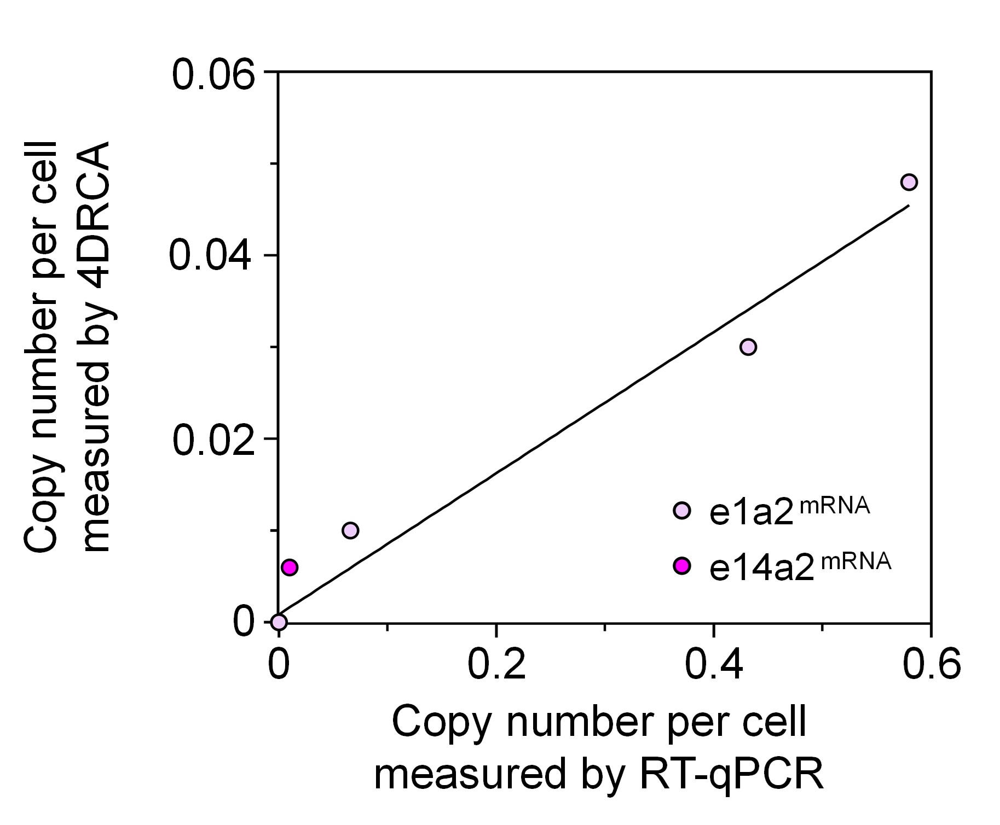 Copy number per cell
measured by 4DRCA
0.06
0.04
0.02
0
0
0.2
0.4
0.6
e1a2 mRNA
e14a2 mRNA
Copy number per cell
measured by RT-qPCR